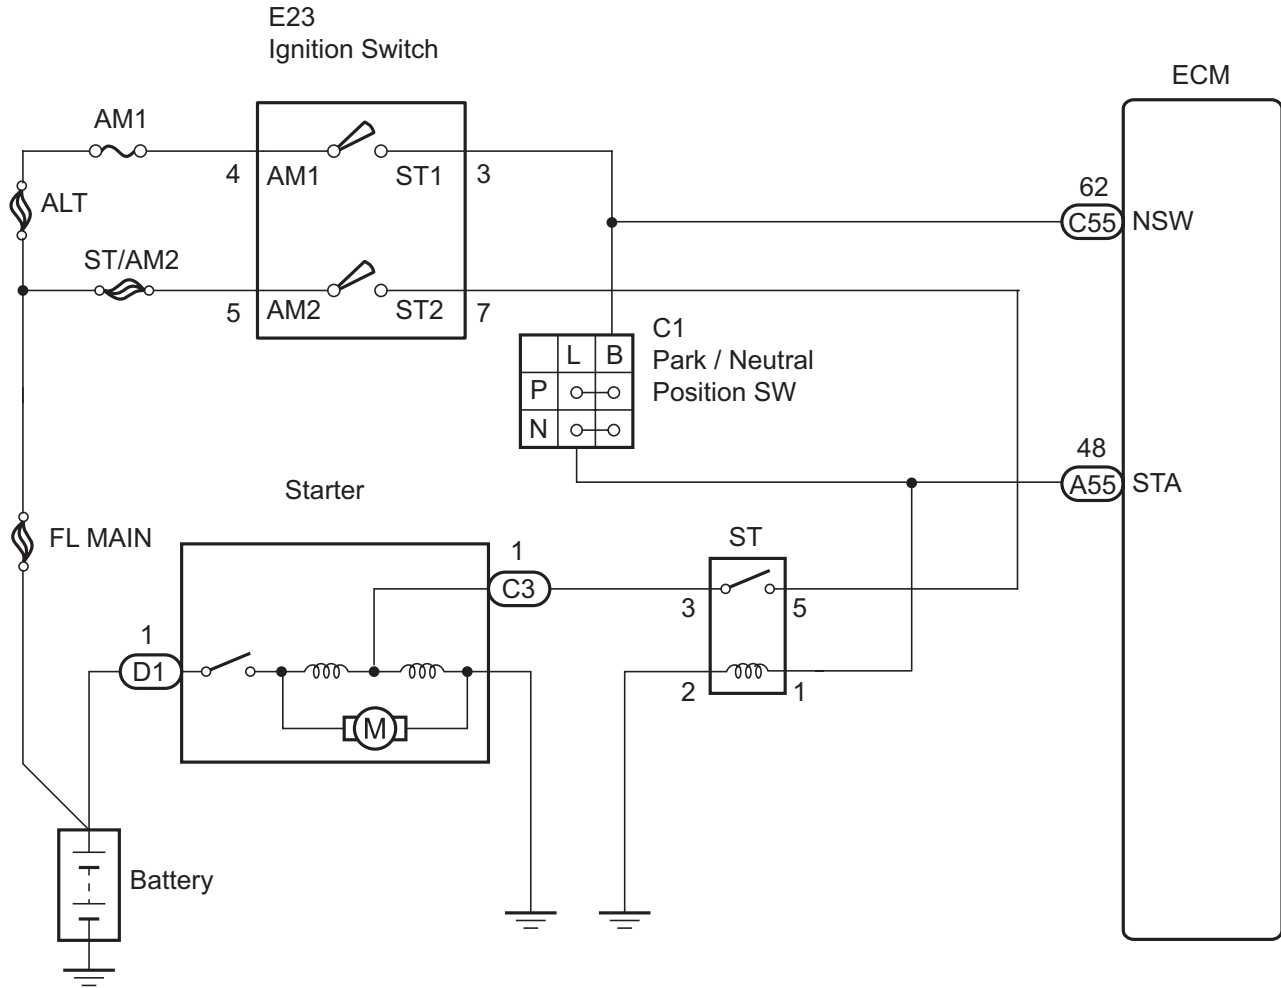 E23
Ignition Switch
ECM
AM1
4
AM1
ST1
3
ALT
62
C55
NSW
ST/AM2
5
AM2
ST2
7
C1
Park / Neutral
Position SW
L B
P
N
48
A55
STA
Starter
FL MAIN
ST
1
C3
3
5
1
D1
M
2
1
Battery